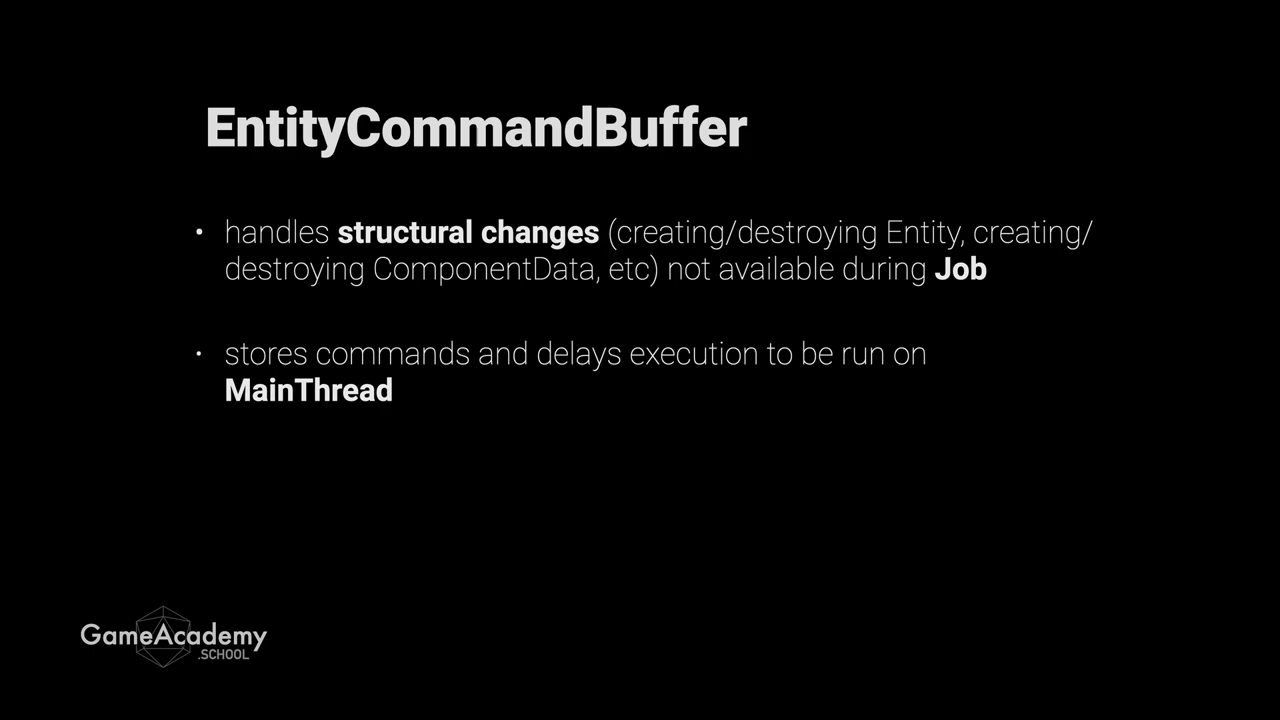 EntityCommandBuffer
• handles structural changes (creating/destroying Entity, creating/
destroying ComponentData, etc) not available during Job
• stores commands and delays execution to be run on
MainThread
GameAcademy
.SCHOOL